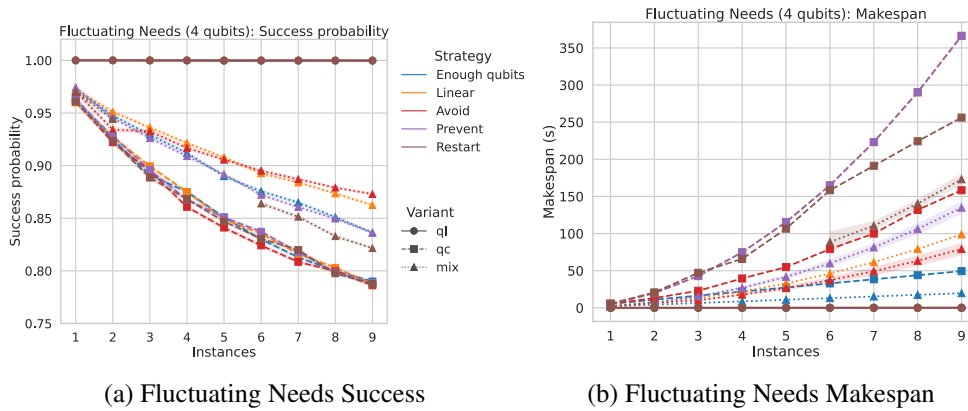 Fluctuating Needs (4 qubits): Success probability
Success probability
1.00
0.95
0.90
0.85
0.80
0.75
1 2 3 4 5 6 7 8 9
Instances
Strategy
Enough qubits
Linear
Avoid
Prevent
Restart
Variant
ql
qc
mix
(a) Fluctuating Needs Success
Fluctuating Needs (4 qubits): Makespan
Makespan (s)
350
300
250
200
150
100
50
0
1 2 3 4 5 6 7 8 9
Instances
(b) Fluctuating Needs Makespan